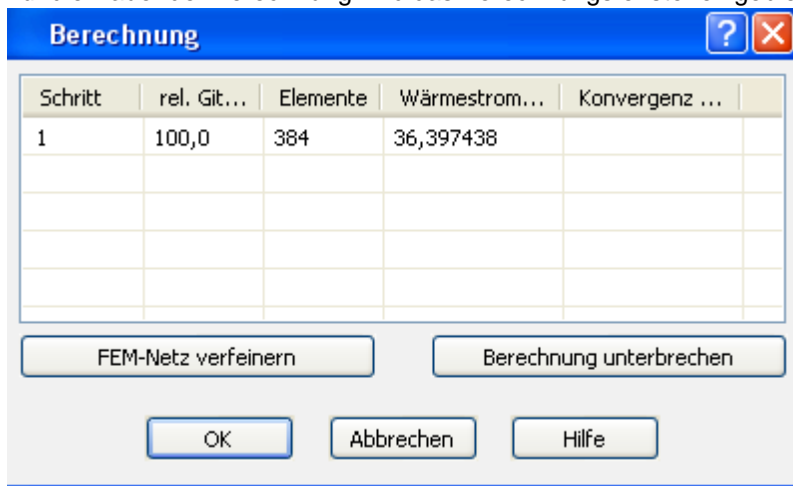 Berechnung
Schritt rel. Git... Elemente Wärmestrom... Konvergenz ...
1 100,0 384 36,397438
FEM-Netz verfeinern Berechnung unterbrechen
OK Abbrechen Hilfe